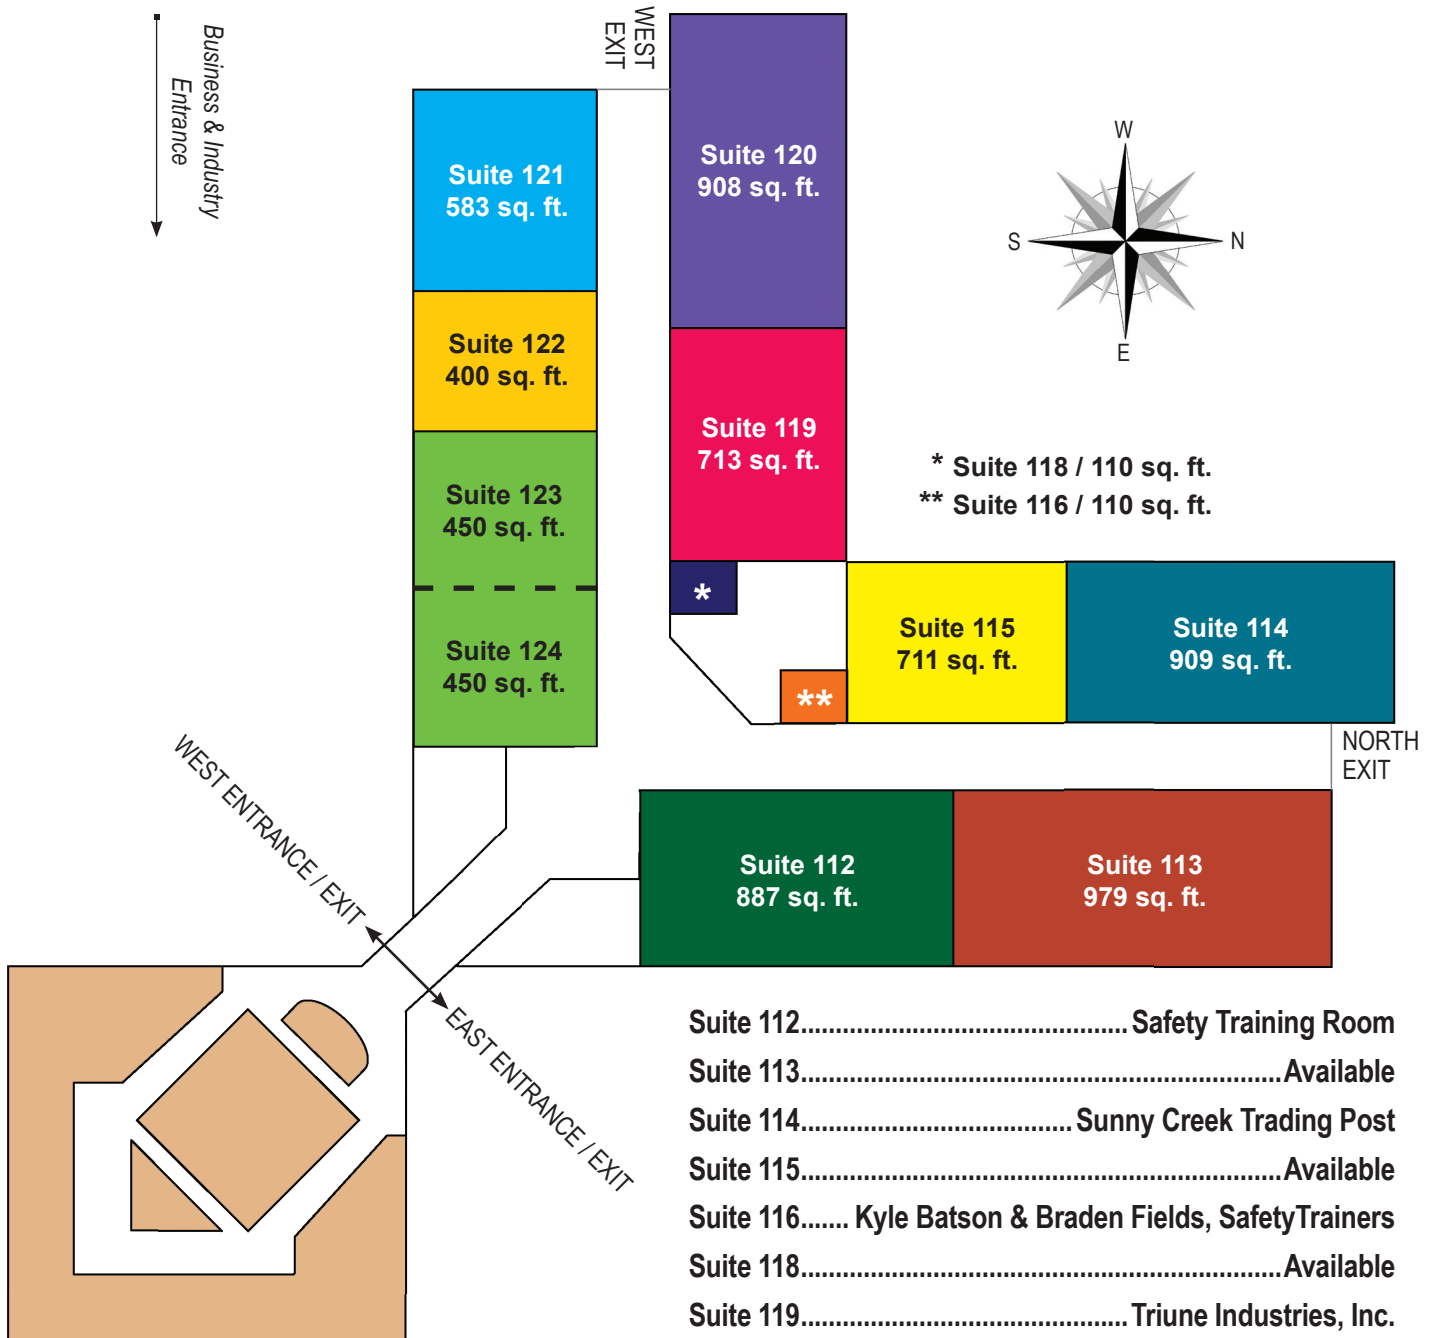 Business & Industry
Entrance
WEST
EXIT
Suite 120
908 sq. ft.
Suite 121
583 sq. ft.
W
S
N
E
Suite 122
400 sq. ft.
Suite 119
713 sq. ft.
* Suite 118 / 110 sq. ft.
** Suite 116 / 110 sq. ft.
Suite 123
450 sq. ft.
*
Suite 115
711 sq. ft.
Suite 114
909 sq. ft.
Suite 124
450 sq. ft.
**
NORTH
EXIT
WEST ENTRANCE / EXIT
Suite 112
887 sq. ft.
Suite 113
979 sq. ft.
EAST ENTRANCE / EXIT
Suite 112............................................... Safety Training Room
Suite 113.....................................................................Available
Suite 114....................................... Sunny Creek Trading Post
Suite 115.....................................................................Available
Suite 116....... Kyle Batson & Braden Fields, SafetyTrainers
Suite 118.....................................................................Available
Suite 119............................................... Triune Industries, Inc.